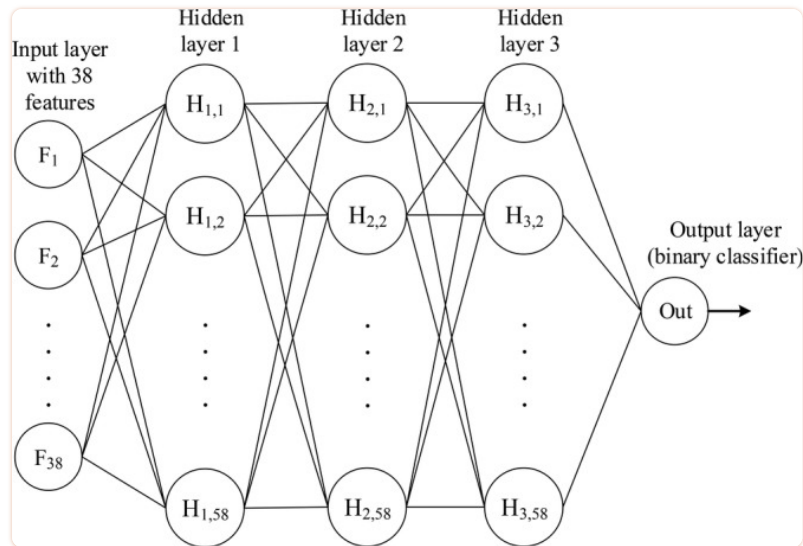 Input layer
with 38
features
Hidden
layer 1
Hidden
layer 2
Hidden
layer 3
F1
F2
F38
H1,1
H1,2
H1,58
H2,1
H2,2
H2,58
H3,1
H3,2
H3,58
Output layer
(binary classifier)
Out